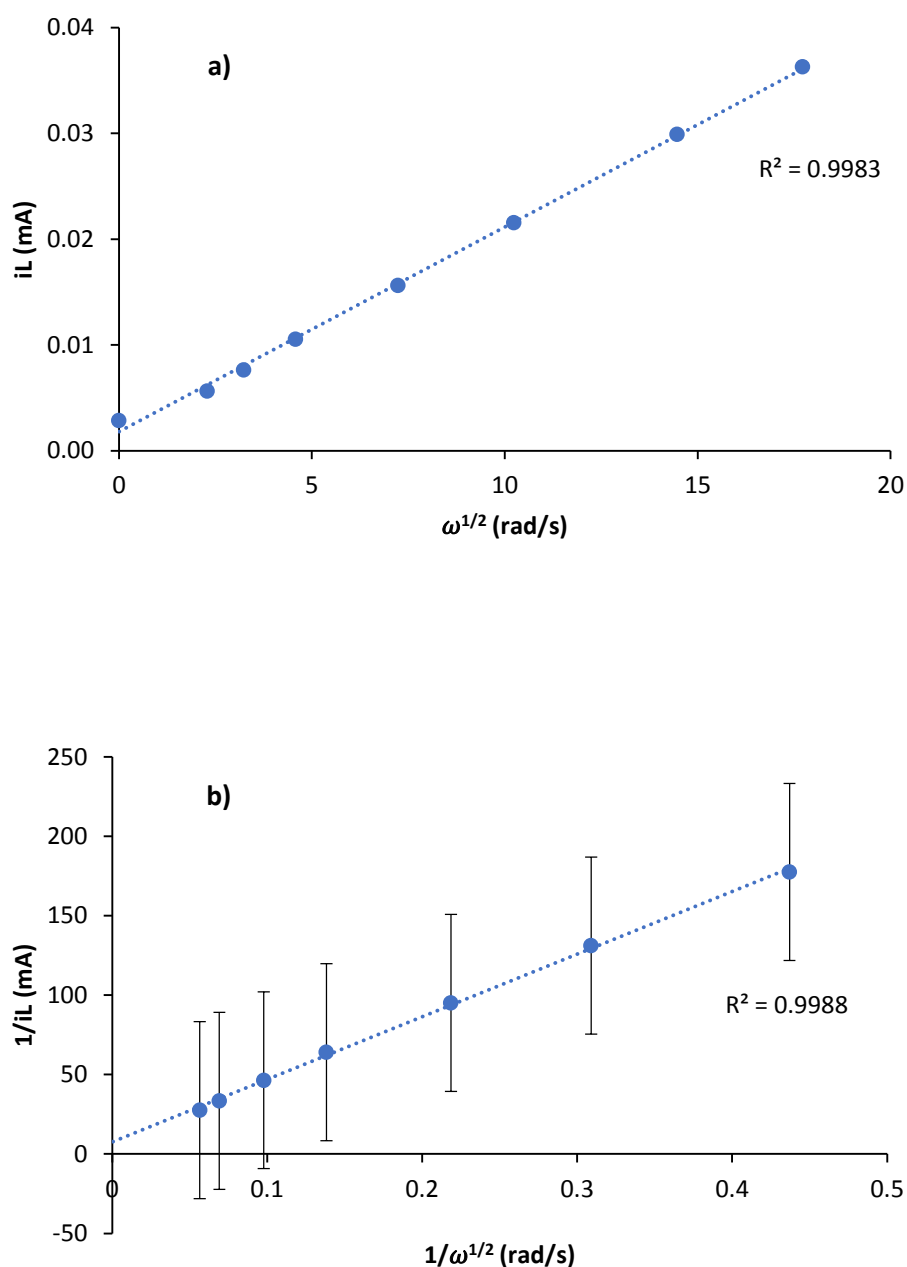 a)
0.04
0.03
0.02
0.01
0.00
iL (mA)
R² = 0.9983
0 5 10 15 20
ω^1/2 (rad/s)
b)
250
200
150
100
50
0
-50
1/iL (mA)
R² = 0.9988
0 0.1 0.2 0.3 0.4 0.5
1/ω^1/2 (rad/s)